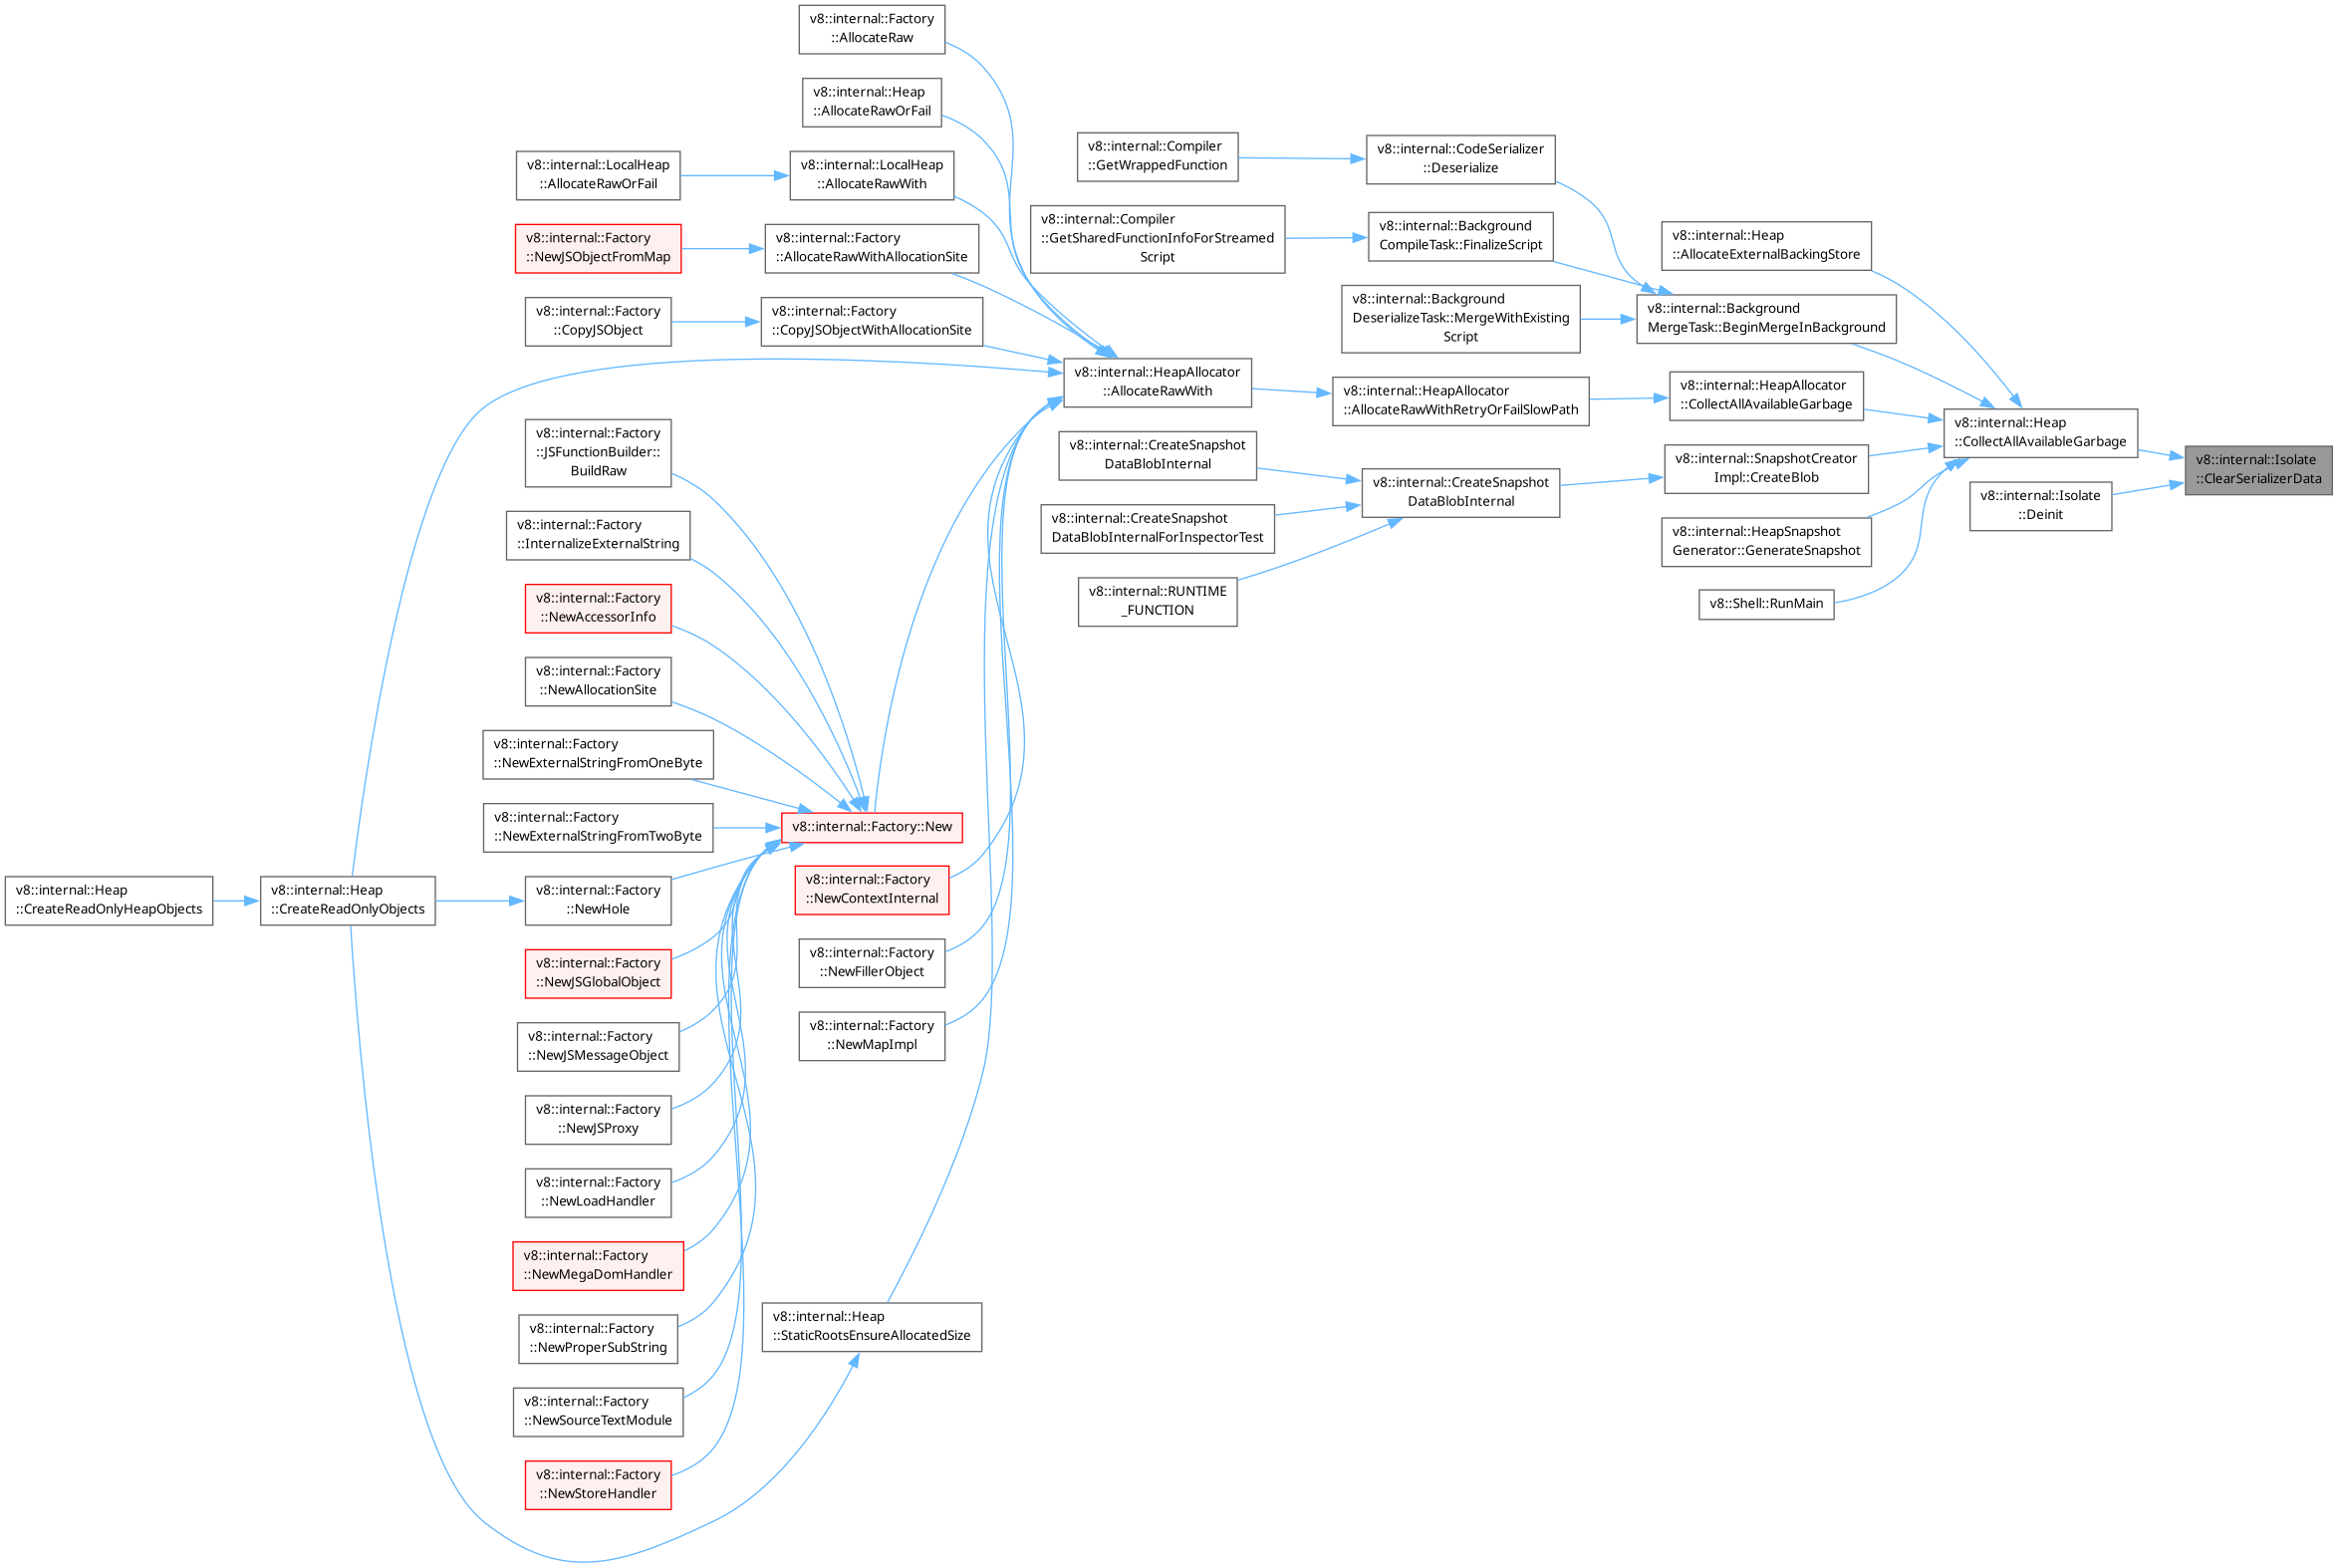 v8::internal::Factory
::AllocateRaw
v8::internal::Heap
::AllocateRawOrFail
v8::internal::LocalHeap
::AllocateRawOrFail
v8::internal::LocalHeap
::AllocateRawWith
v8::internal::Factory
::NewJSObjectFromMap
v8::internal::Factory
::AllocateRawWithAllocationSite
v8::internal::Factory
::CopyJSObject
v8::internal::Factory
::CopyJSObjectWithAllocationSite
v8::internal::HeapAllocator
::AllocateRawWith
v8::internal::Compiler
::GetWrappedFunction
v8::internal::CodeSerializer
::Deserialize
v8::internal::Compiler
::GetSharedFunctionInfoForStreamed
Script
v8::internal::Background
CompileTask::FinalizeScript
v8::internal::Background
DeserializeTask::MergeWithExisting
Script
v8::internal::Heap
::AllocateExternalBackingStore
v8::internal::Background
MergeTask::BeginMergeInBackground
v8::internal::HeapAllocator
::AllocateRawWithRetryOrFailSlowPath
v8::internal::HeapAllocator
::CollectAllAvailableGarbage
v8::internal::Heap
::CollectAllAvailableGarbage
v8::internal::Isolate
::ClearSerializerData
v8::internal::CreateSnapshot
DataBlobInternal
v8::internal::CreateSnapshot
DataBlobInternalForInspectorTest
v8::internal::RUNTIME
_FUNCTION
v8::internal::CreateSnapshot
DataBlobInternal
v8::internal::SnapshotCreator
Impl::CreateBlob
v8::internal::HeapSnapshot
Generator::GenerateSnapshot
v8::Shell::RunMain
v8::internal::Isolate
::Deinit
v8::internal::Factory
::JSFunctionBuilder::
BuildRaw
v8::internal::Factory
::InternalizeExternalString
v8::internal::Factory
::NewAccessorInfo
v8::internal::Factory
::NewAllocationSite
v8::internal::Factory
::NewExternalStringFromOneByte
v8::internal::Factory
::NewExternalStringFromTwoByte
v8::internal::Factory::New
v8::internal::Heap
::CreateReadOnlyHeapObjects
v8::internal::Heap
::CreateReadOnlyObjects
v8::internal::Factory
::NewHole
v8::internal::Factory
::NewContextInternal
v8::internal::Factory
::NewJSGlobalObject
v8::internal::Factory
::NewFillerObject
v8::internal::Factory
::NewJSMessageObject
v8::internal::Factory
::NewMapImpl
v8::internal::Factory
::NewJSProxy
v8::internal::Factory
::NewLoadHandler
v8::internal::Factory
::NewMegaDomHandler
v8::internal::Factory
::NewProperSubString
v8::internal::Heap
::StaticRootsEnsureAllocatedSize
v8::internal::Factory
::NewSourceTextModule
v8::internal::Factory
::NewStoreHandler